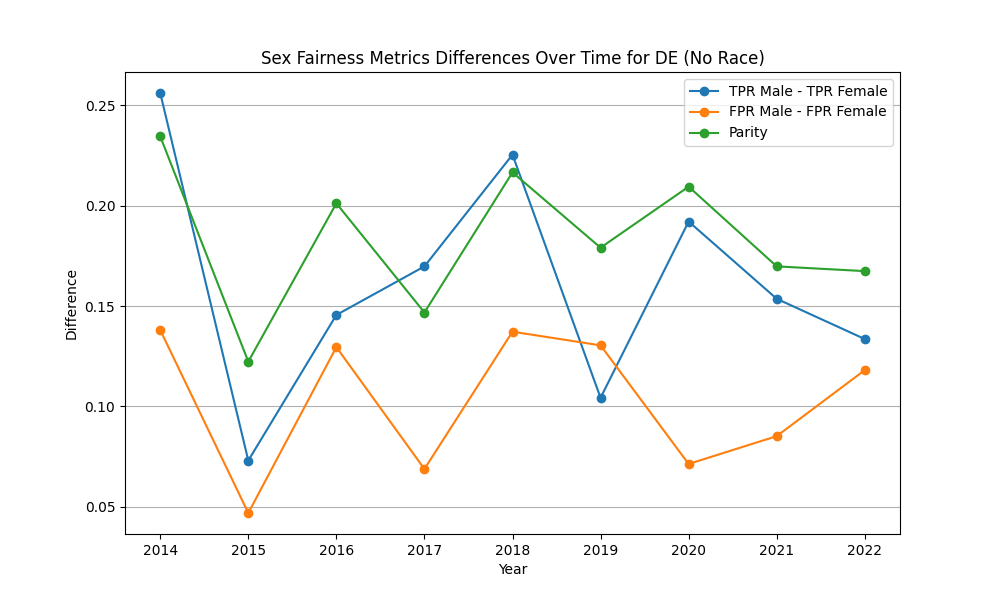 Sex Fairness Metrics Differences Over Time for DE (No Race)
TPR Male - TPR Female
FPR Male - FPR Female
Parity
0.25
0.20
0.15
0.10
0.05
Difference
2014 2015 2016 2017 2018 2019 2020 2021 2022
Year